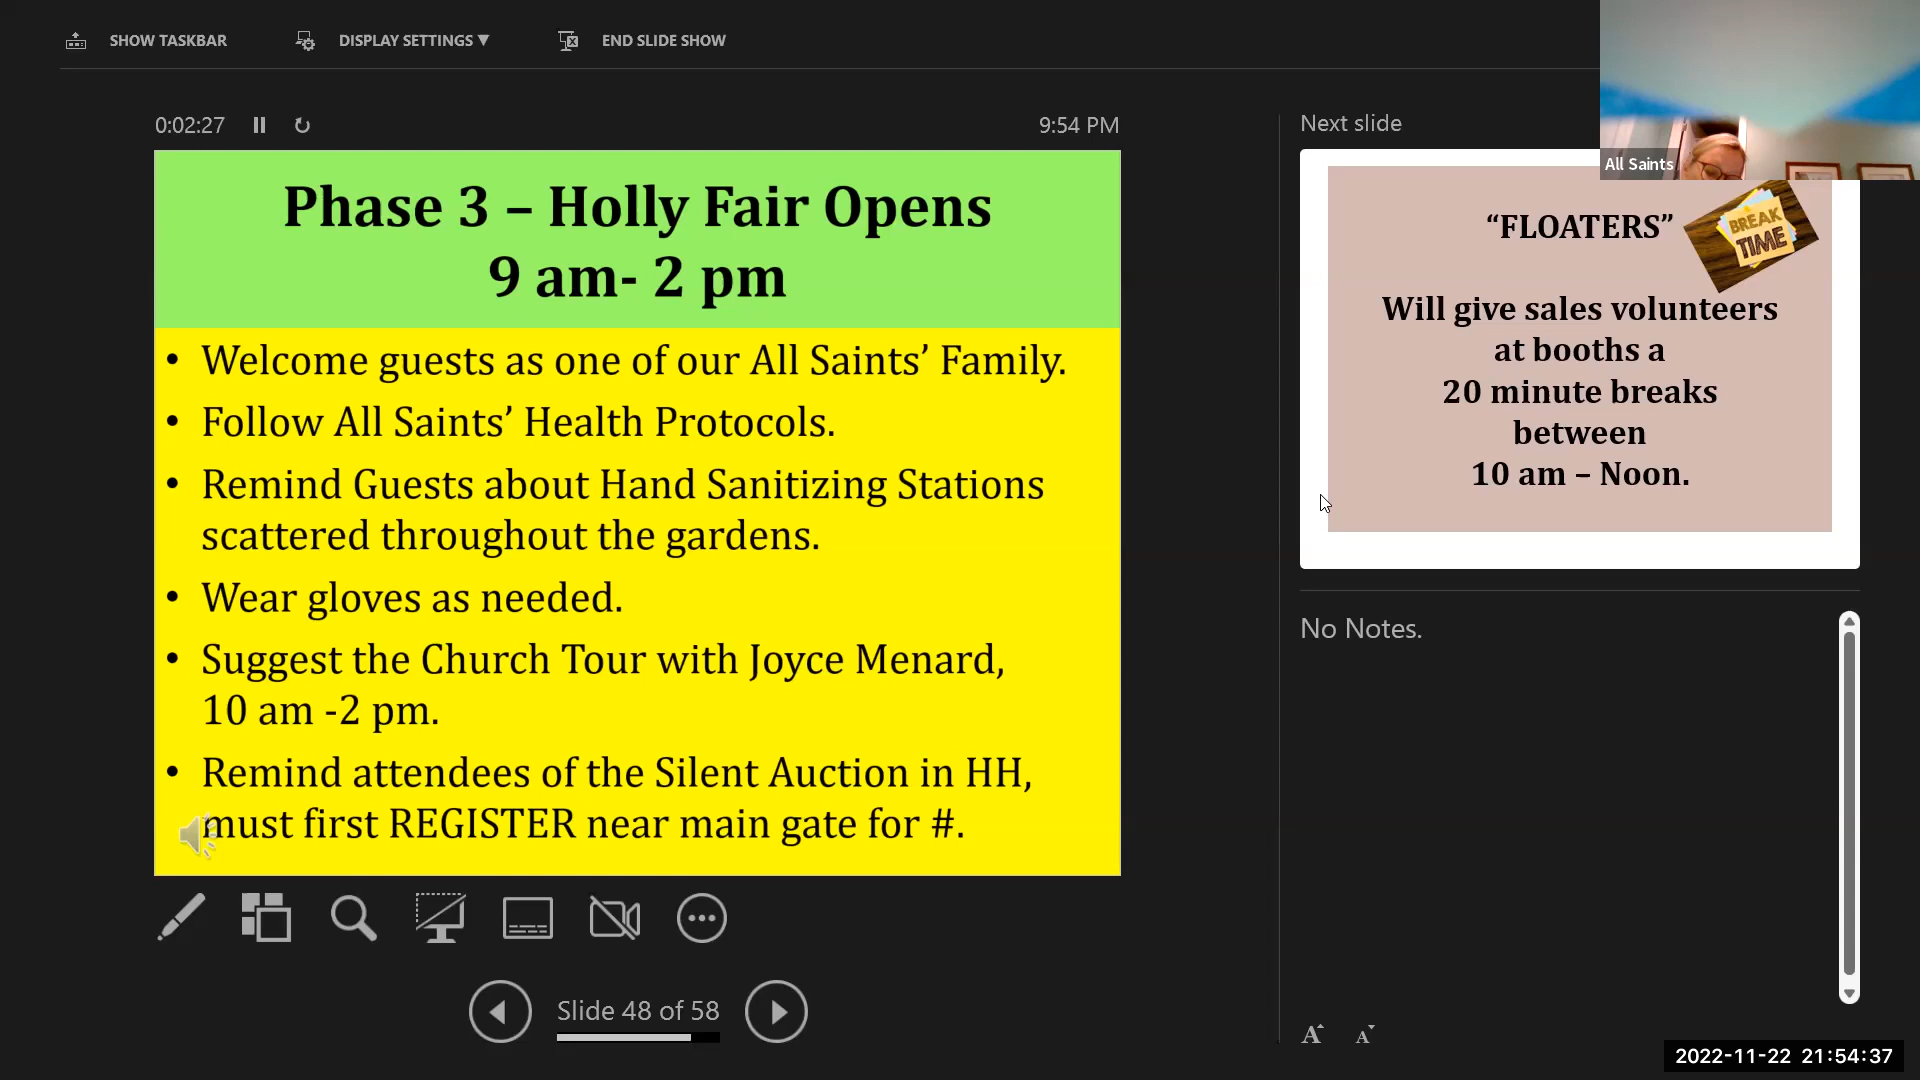 SHOW TASKBAR
DISPLAY SETTINGS ▼
END SLIDE SHOW
0:02:27
9:54 PM
Phase 3 – Holly Fair Opens
9 am- 2 pm
• Welcome guests as one of our All Saints’ Family.
• Follow All Saints’ Health Protocols.
• Remind Guests about Hand Sanitizing Stations
scattered throughout the gardens.
• Wear gloves as needed.
• Suggest the Church Tour with Joyce Menard,
10 am -2 pm.
• Remind attendees of the Silent Auction in HH,
must first REGISTER near main gate for #.
Slide 48 of 58
Next slide
All Saints
“FLOATERS”
BREAK
TIME
Will give sales volunteers
at booths a
20 minute breaks
between
10 am – Noon.
No Notes.
A A
2022-11-22 21:54:37